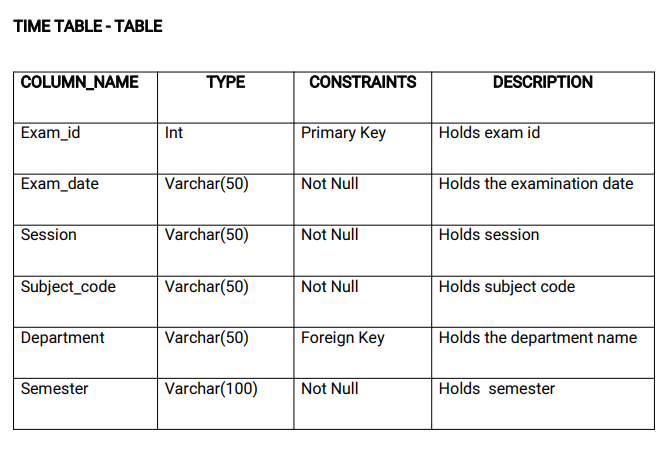 TIME TABLE - TABLE
COLUMN_NAME TYPE CONSTRAINTS DESCRIPTION
Exam_id Int Primary Key Holds exam id
Exam_date Varchar(50) Not Null Holds the examination date
Session Varchar(50) Not Null Holds session
Subject_code Varchar(50) Not Null Holds subject code
Department Varchar(50) Foreign Key Holds the department name
Semester Varchar(100) Not Null Holds  semester